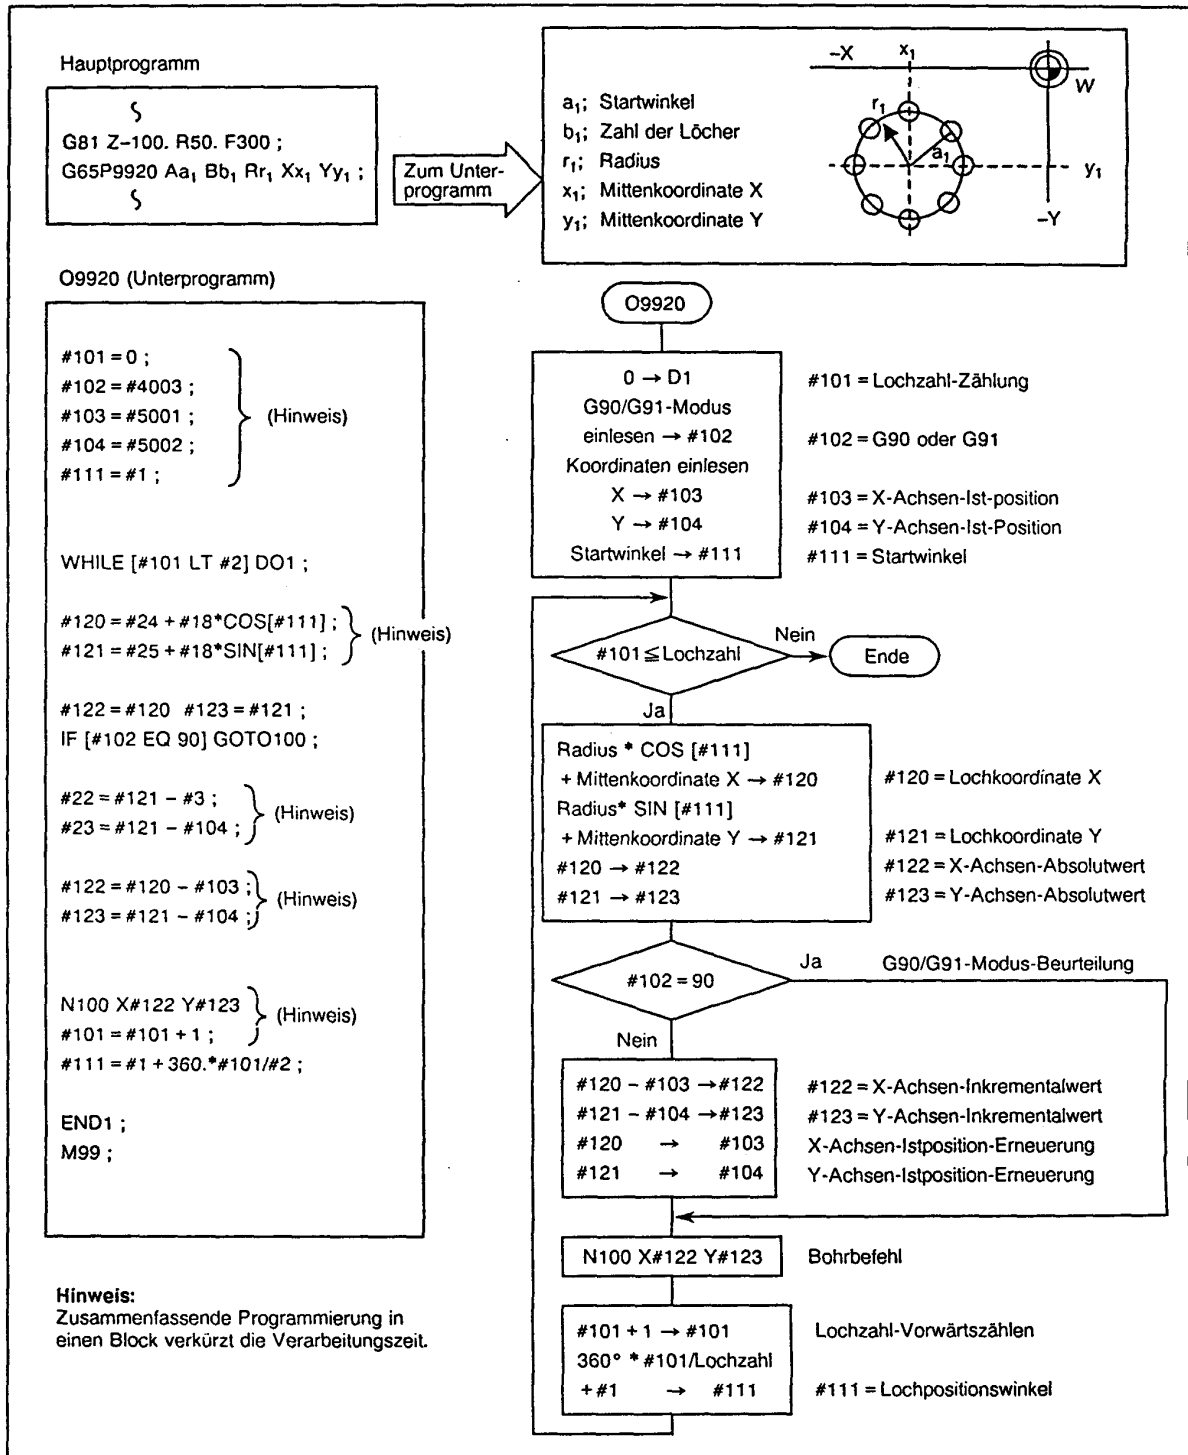 Hauptprogramm
G81 Z–100. R50. F300 ;
G65P9920 Aa₁ Bb₁ Rr₁ Xx₁ Yy₁ ;
Zum Unter-
programm
a₁; Startwinkel
b₁; Zahl der Löcher
r₁; Radius
x₁; Mittenkoordinate X
y₁; Mittenkoordinate Y
–X
x₁
W
r₁
a₁
y₁
–Y
O9920 (Unterprogramm)
#101 = 0 ;
#102 = #4003 ;
#103 = #5001 ;
#104 = #5002 ;
#111 = #1 ;
(Hinweis)
WHILE [#101 LT #2] DO1 ;
#120 = #24 + #18*COS[#111] ;
#121 = #25 + #18*SIN[#111] ;
(Hinweis)
#122 = #120 #123 = #121 ;
IF [#102 EQ 90] GOTO100 ;
#22 = #121 – #3 ;
#23 = #121 – #104 ;
(Hinweis)
#122 = #120 – #103 ;
#123 = #121 – #104 ;
(Hinweis)
N100 X#122 Y#123
#101 = #101 + 1 ;
(Hinweis)
#111 = #1 + 360.*#101/#2 ;
END1 ;
M99 ;
Hinweis:
Zusammenfassende Programmierung in
einen Block verkürzt die Verarbeitungszeit.
O9920
0 → D1
G90/G91-Modus
einlesen → #102
Koordinaten einlesen
X → #103
Y → #104
Startwinkel → #111
#101 = Lochzahl-Zählung
#102 = G90 oder G91
#103 = X-Achsen-Ist-position
#104 = Y-Achsen-Ist-Position
#111 = Startwinkel
#101 ≦ Lochzahl
Nein
Ende
Ja
Radius * COS [#111]
+ Mittenkoordinate X → #120
Radius* SIN [#111]
+ Mittenkoordinate Y → #121
#120 → #122
#121 → #123
#120 = Lochkoordinate X
#121 = Lochkoordinate Y
#122 = X-Achsen-Absolutwert
#123 = Y-Achsen-Absolutwert
#102 = 90
Ja
G90/G91-Modus-Beurteilung
Nein
#120 – #103 → #122
#121 – #104 → #123
#120 → #103
#121 → #104
#122 = X-Achsen-Inkrementalwert
#123 = Y-Achsen-Inkrementalwert
X-Achsen-Istposition-Erneuerung
Y-Achsen-Istposition-Erneuerung
N100 X#122 Y#123
Bohrbefehl
#101 + 1 → #101
360° * #101/Lochzahl
+ #1 → #111
Lochzahl-Vorwärtszählen
#111 = Lochpositionswinkel